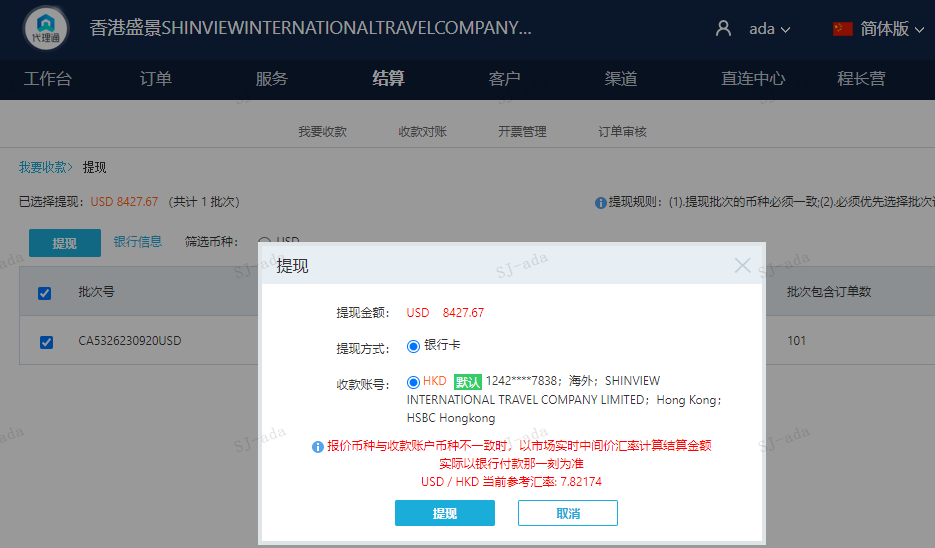 代理通
香港盛景SHINVIEWINTERNATIONALTRAVELCOMPANY...
ada
简体版
工作台 订单 服务 结算 客户 渠道 直连中心 程长营
我要收款 收款对账 开票管理 订单审核
我要收款> 提现
已选择提现：USD 8427.67 （共计 1 批次）
提现规则：(1).提现批次的币种必须一致;(2).必须优先选择批次
提现 银行信息 筛选币种： USD
批次号 批次包含订单数
CA5326230920USD 101
提现
提现金额： USD 8427.67
提现方式： 银行卡
收款账号： HKD 默认 1242****7838；海外；SHINVIEW
INTERNATIONAL TRAVEL COMPANY LIMITED；Hong Kong；
HSBC Hongkong
报价币种与收款账户币种不一致时，以市场实时中间价汇率计算结算金额
实际以银行付款那一刻为准
USD / HKD 当前参考汇率: 7.82174
提现 取消
SJ-ada
SJ-ada
SJ-ada
SJ-ada
SJ-ada
SJ-ada